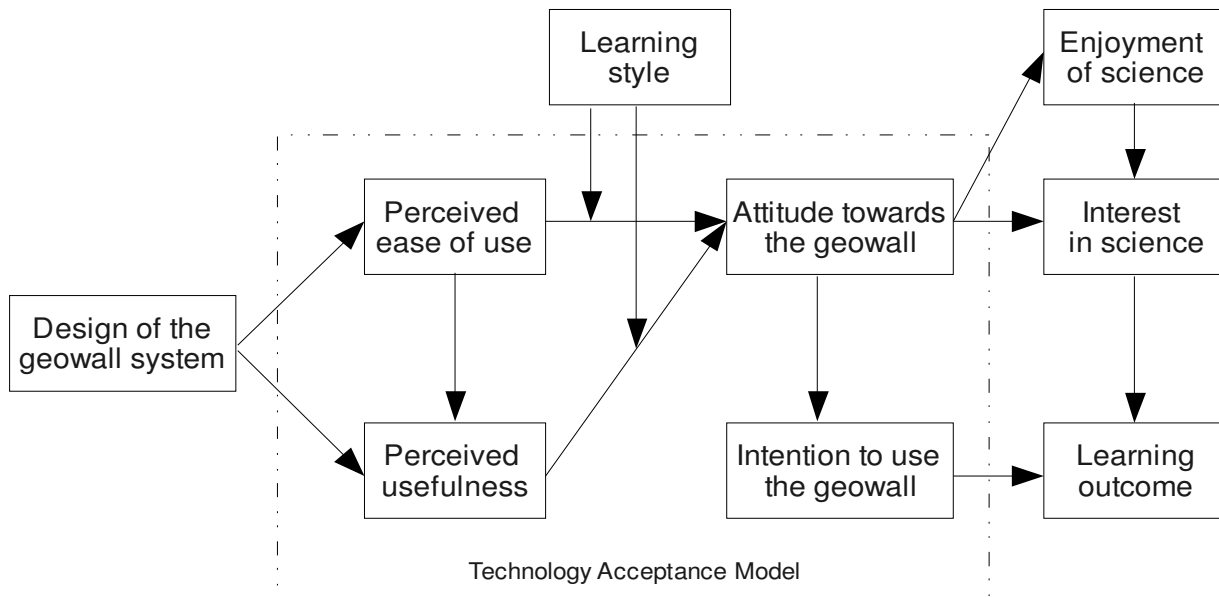 Learning
style
Enjoyment
of science
Perceived
ease of use
Attitude towards
the geowall
Interest
in science
Design of the
geowall system
Perceived
usefulness
Intention to use
the geowall
Learning
outcome
Technology Acceptance Model